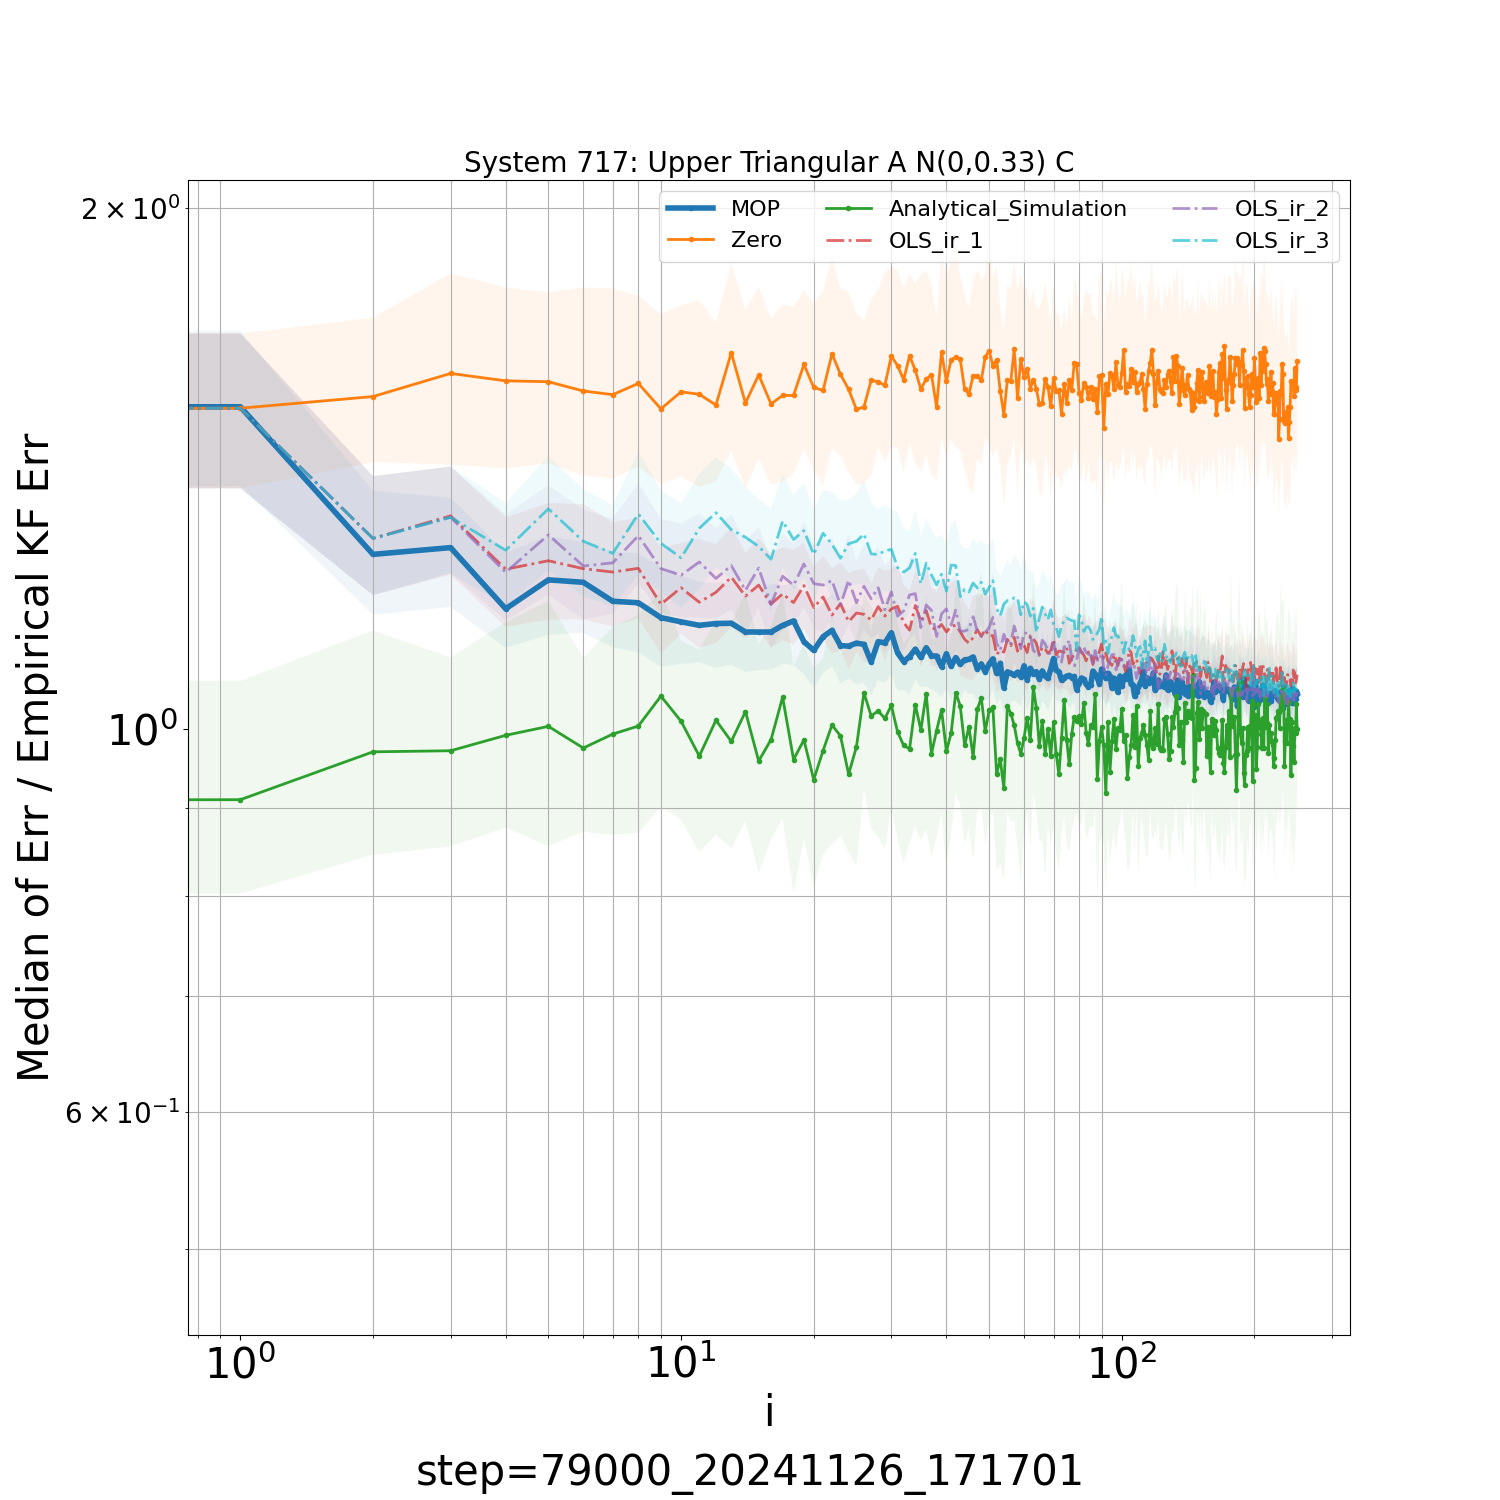 System 717: Upper Triangular A N(0,0.33) C
MOP
Zero
Analytical_Simulation
OLS_ir_1
OLS_ir_2
OLS_ir_3
2 × 10⁰
10⁰
6 × 10⁻¹
Median of Err / Empirical KF Err
10⁰ 10¹ 10²
i
step=79000_20241126_171701